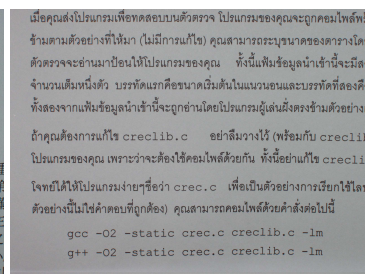 เมื่อคุณส่งโปรแกรมเพื่อทดสอบบนตัวตรวจ โปรแกรมของคุณจะถูกคอมไพล์พร้
ข้ามตามตัวอย่างที่ให้มา (ไม่มีการแก้ไข) คุณสามารถระบุขนาดของตารางโด
ตัวตรวจจะอ่านมาป้อนให้โปรแกรมของคุณ ทั้งนี้แฟ้มข้อมูลนำเข้านี้จะมีส
จำนวนเต็มหนึ่งตัว บรรทัดแรกคือขนาดเริ่มต้นในแนวนอนและบรรทัดที่สองคื
ทั้งสองจากแฟ้มข้อมูลนำเข้านี้จะถูกอ่านโดยโปรแกรมผู้เล่นฝั่งตรงข้ามตัวอย่าง
ถ้าคุณต้องการแก้ไข creclib.c อย่าลืมวางไว้ (พร้อมกับ crecli
โปรแกรมของคุณ เพราะว่าจะต้องใช้คอมไพล์ด้วยกัน ทั้งนี้อย่าแก้ไข crecli
โจทย์ได้ให้โปรแกรมง่ายๆชื่อว่า crec.c เพื่อเป็นตัวอย่างการเรียกใช้ไล
ตัวอย่างนี้ไม่ใช่คำตอบที่ถูกต้อง) คุณสามารถคอมไพล์ด้วยคำสั่งต่อไปนี้
gcc -O2 -static crec.c creclib.c -lm
g++ -O2 -static crec.c creclib.c -lm